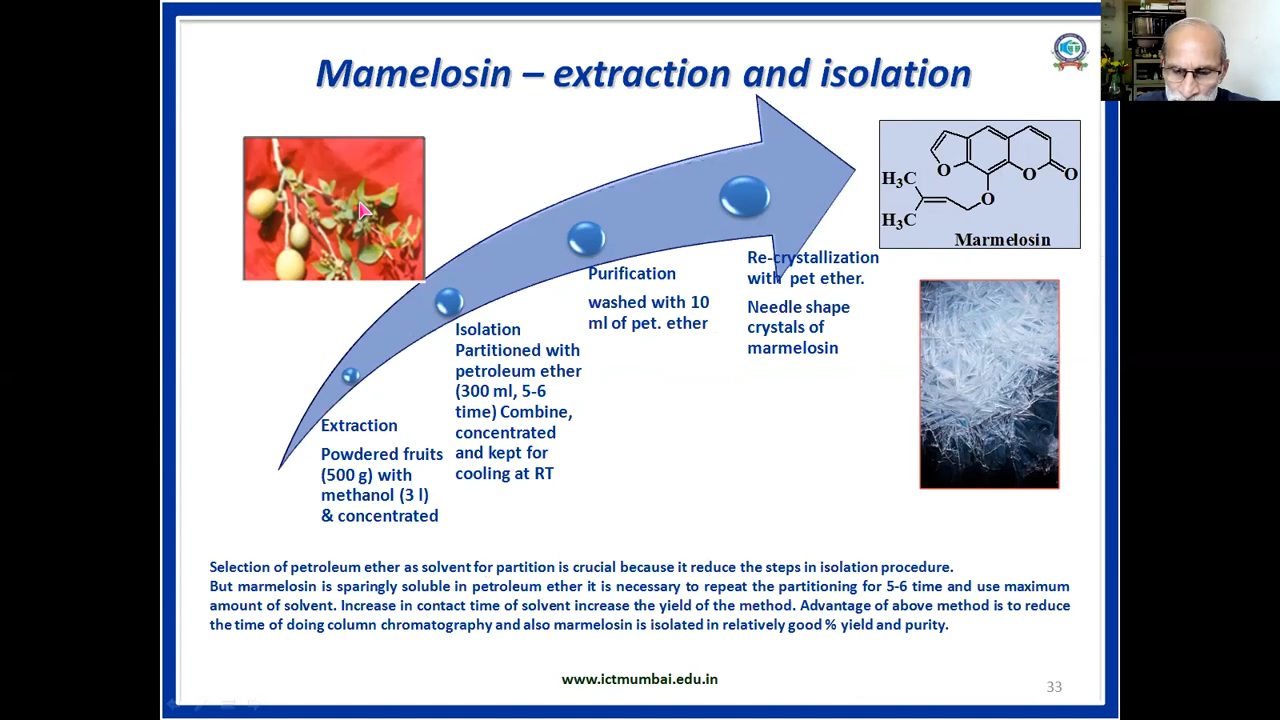 Mamelosin – extraction and isolation
H₃C
H₃C
O
O
O
O
Marmelosin
Extraction
Powdered fruits
(500 g) with
methanol (3 l)
& concentrated
Isolation
Partitioned with
petroleum ether
(300 ml, 5-6
time) Combine,
concentrated
and kept for
cooling at RT
Purification
washed with 10
ml of pet. ether
Re-crystallization
with pet ether.
Needle shape
crystals of
marmelosin
Selection of petroleum ether as solvent for partition is crucial because it reduce the steps in isolation procedure.
But marmelosin is sparingly soluble in petroleum ether it is necessary to repeat the partitioning for 5-6 time and use maximum
amount of solvent. Increase in contact time of solvent increase the yield of the method. Advantage of above method is to reduce
the time of doing column chromatography and also marmelosin is isolated in relatively good % yield and purity.
www.ictmumbai.edu.in
33